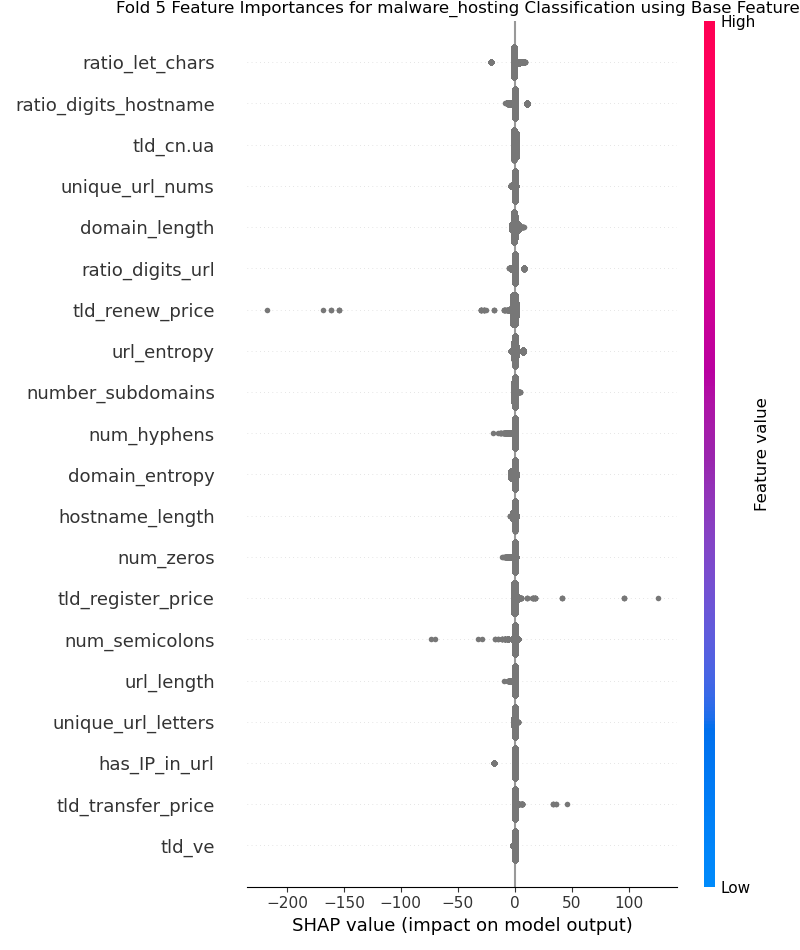 Fold 5 Feature Importances for malware_hosting Classification using Base Feature
High
ratio_let_chars
ratio_digits_hostname
tld_cn.ua
unique_url_nums
domain_length
ratio_digits_url
tld_renew_price
url_entropy
number_subdomains
num_hyphens
domain_entropy
hostname_length
num_zeros
tld_register_price
num_semicolons
url_length
unique_url_letters
has_IP_in_url
tld_transfer_price
tld_ve
Feature value
Low
−200 −150 −100 −50 0 50 100
SHAP value (impact on model output)